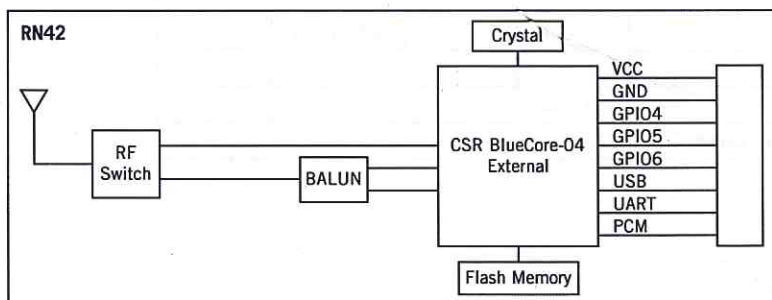 RN42
Crystal
RF
Switch
BALUN
CSR BlueCore-04
External
VCC
GND
GPIO4
GPIO5
GPIO6
USB
UART
PCM
Flash Memory